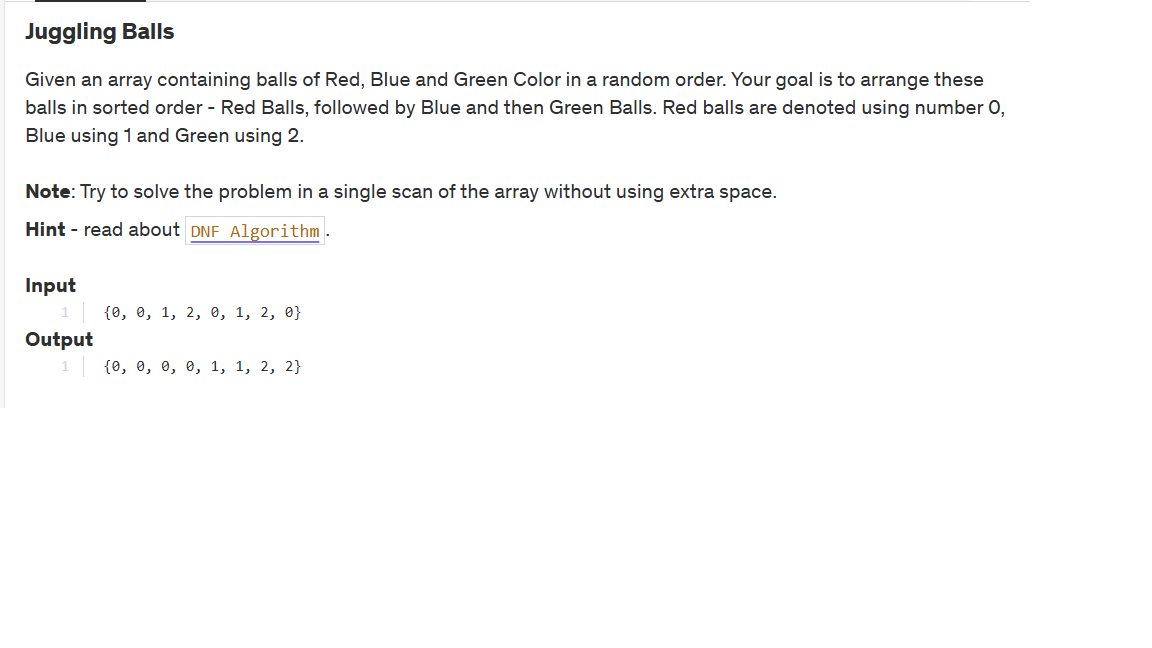 Juggling Balls
Given an array containing balls of Red, Blue and Green Color in a random order. Your goal is to arrange these
balls in sorted order - Red Balls, followed by Blue and then Green Balls. Red balls are denoted using number 0,
Blue using 1 and Green using 2.
Note: Try to solve the problem in a single scan of the array without using extra space.
Hint - read about DNF Algorithm.
Input
1 {0, 0, 1, 2, 0, 1, 2, 0}
Output
1 {0, 0, 0, 0, 1, 1, 2, 2}